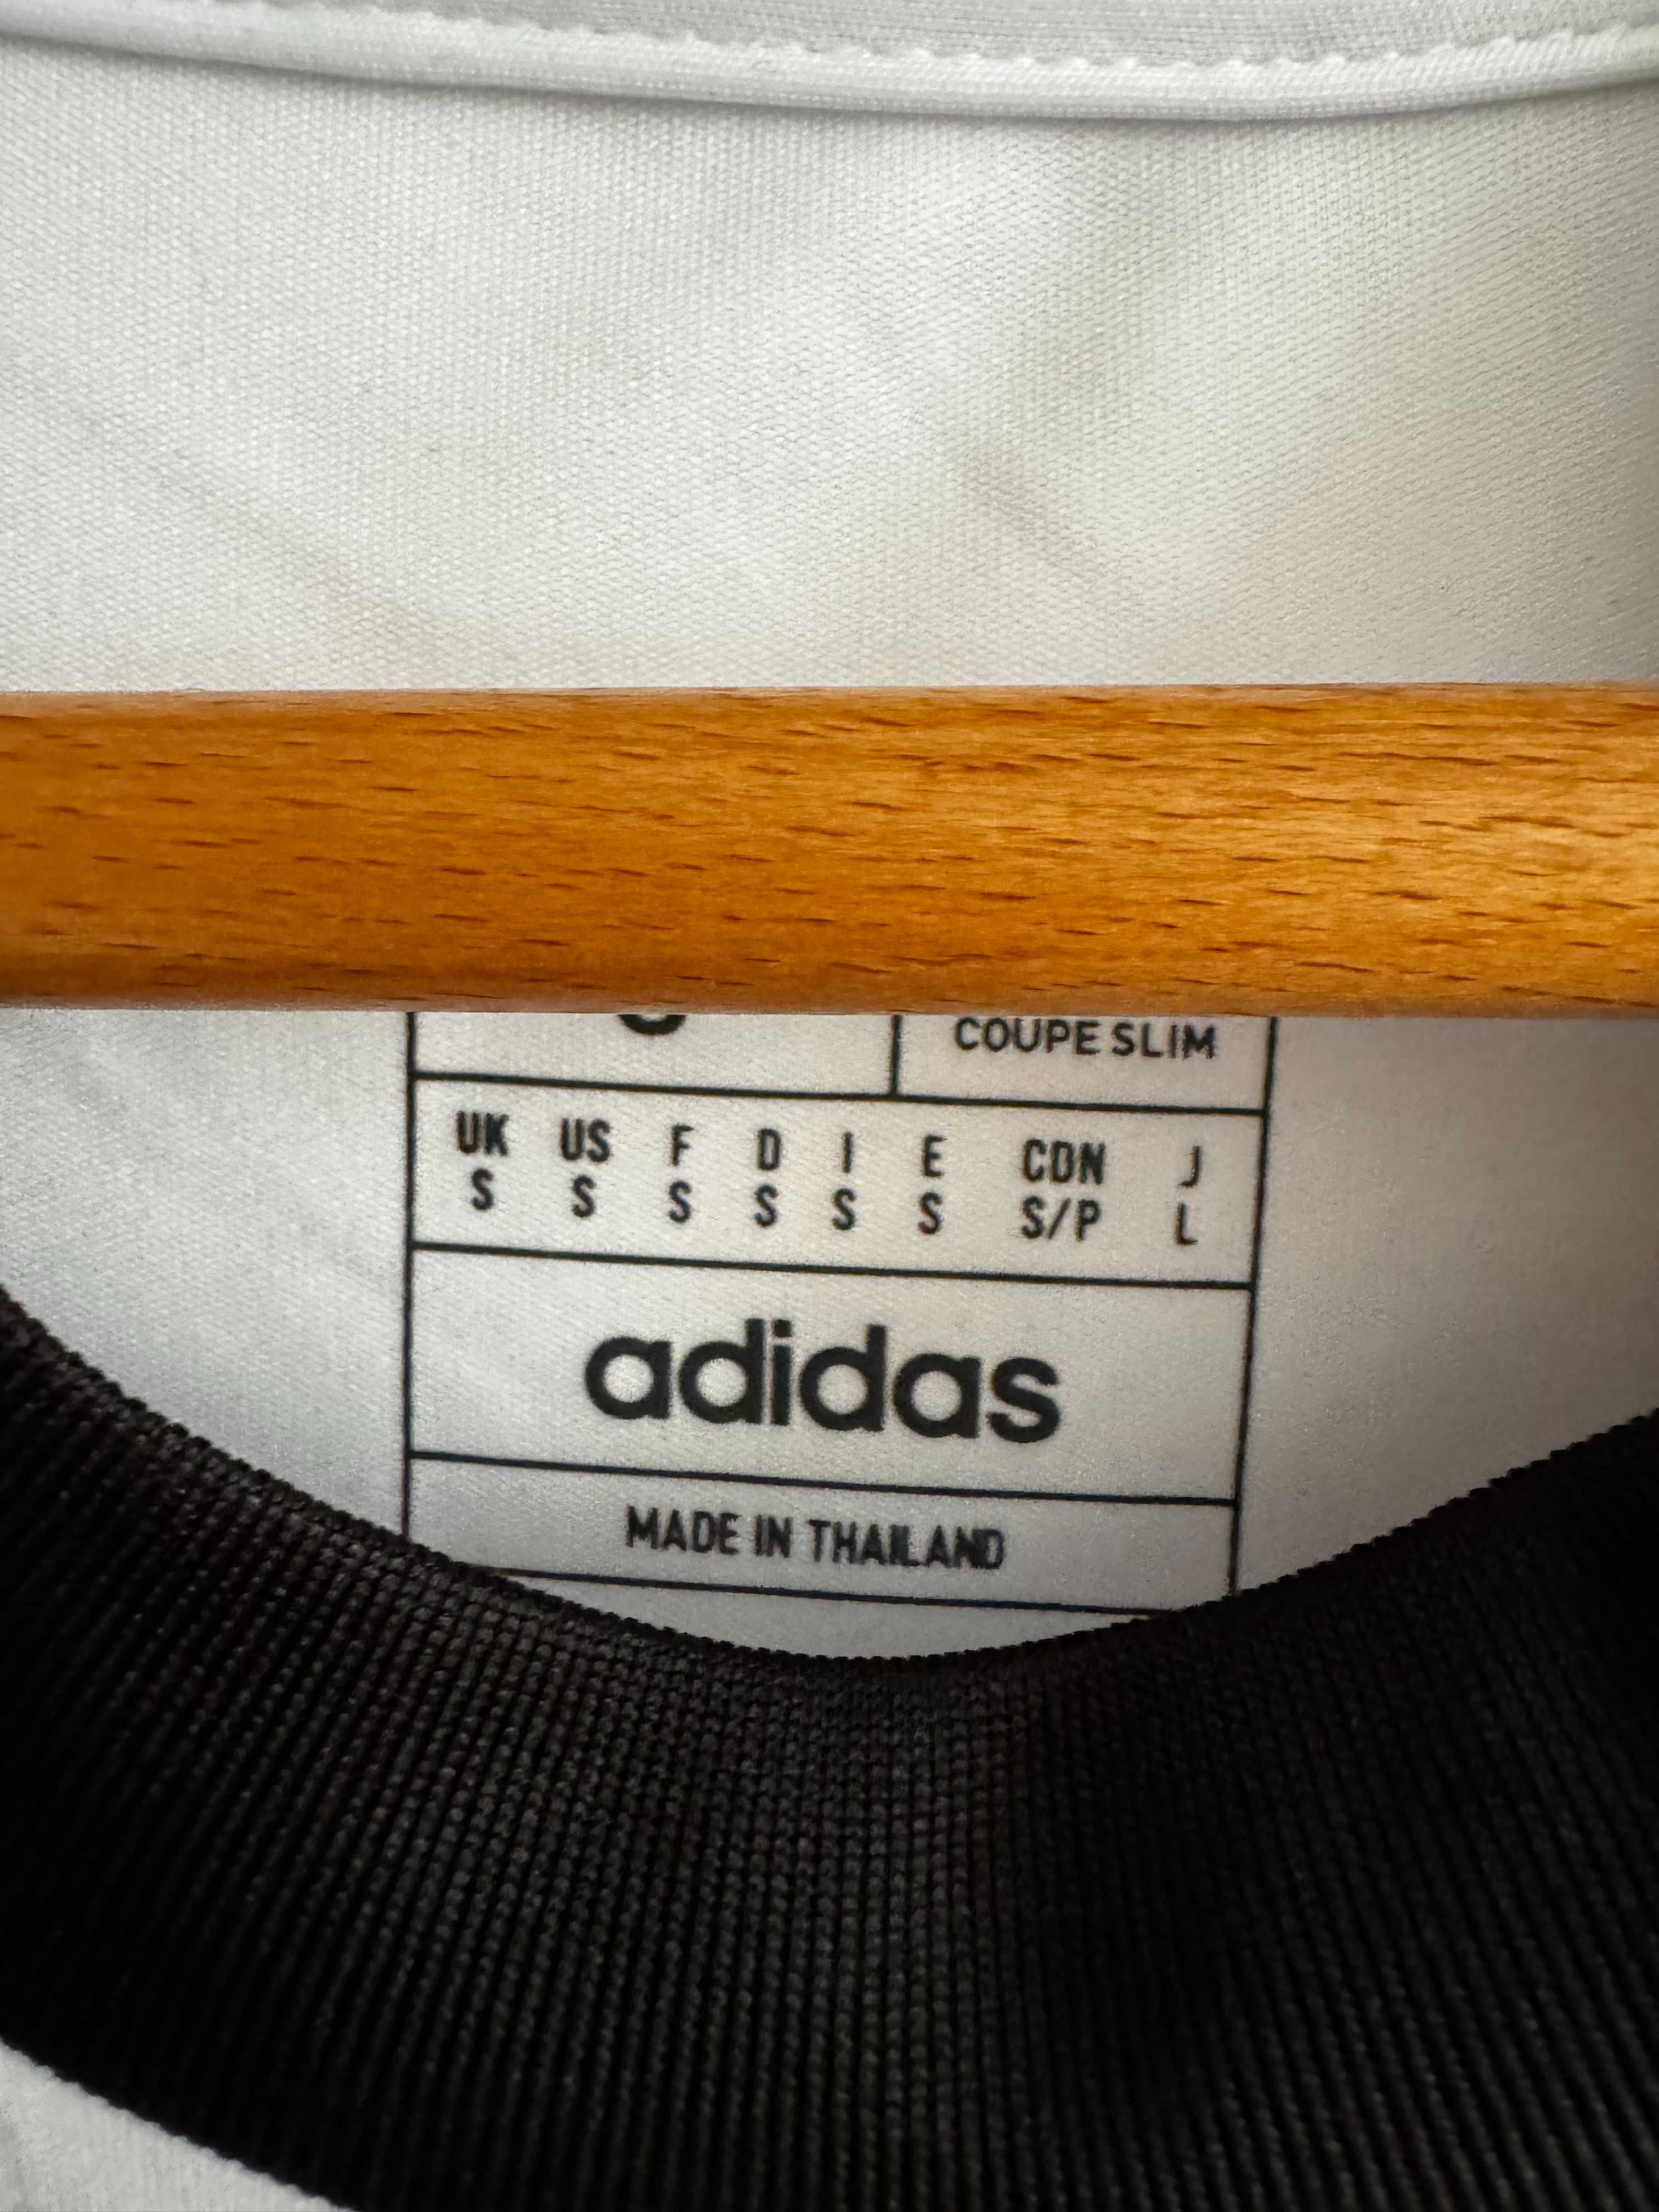 COUPE SLIM
UK US F D I E CDN J
S S S S S S S/P L
adidas
MADE IN THAILAND